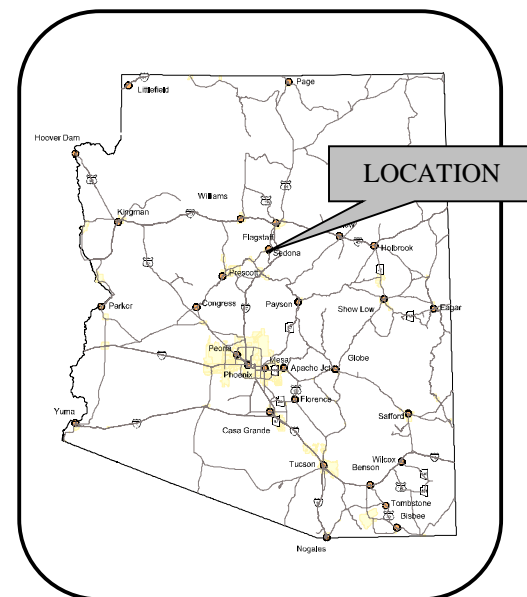 Page
Littlefield
Hoover Dam
LOCATION
Williams
Kingman
Flagstaff
Holbrook
Sedona
Prescott
Parker
Congress
Payson
Show Low
Eagar
Peoria
Mesa
Globe
Phoenix
Apache Jct
Florence
Yuma
Safford
Casa Grande
Tucson
Wilcox
Benson
Tombstone
Bisbee
Nogales